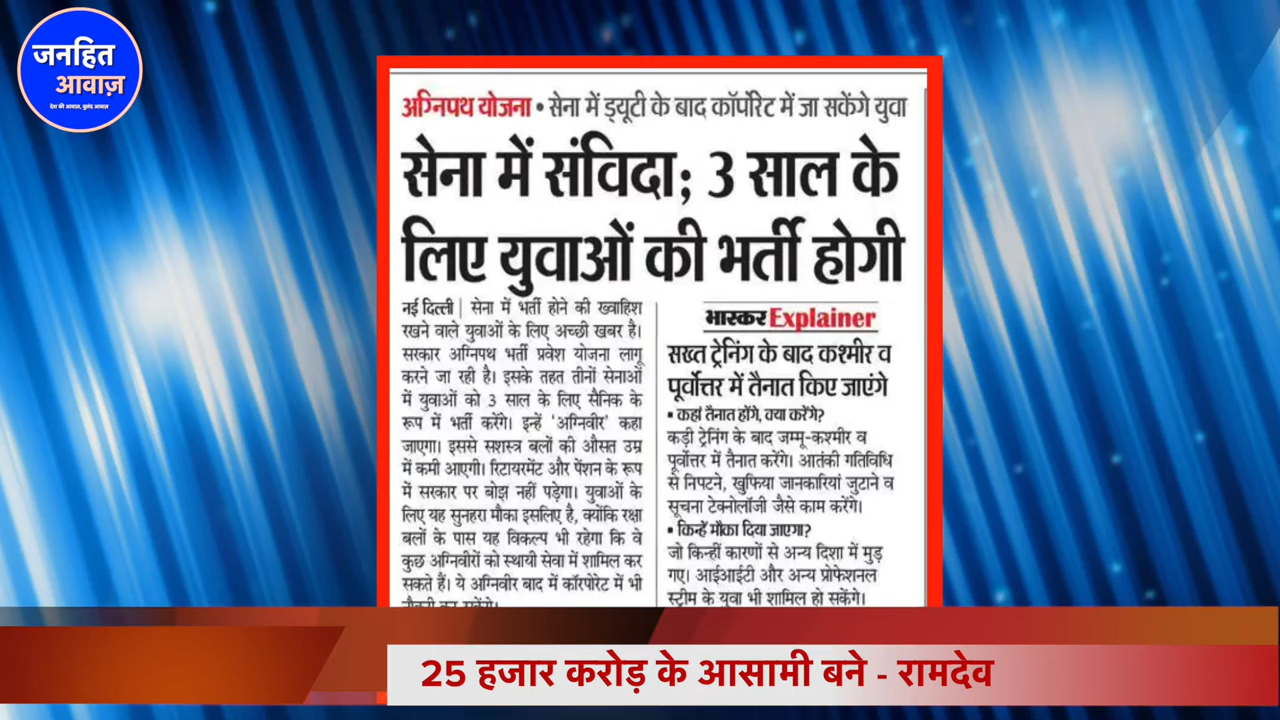 जनहित
आवाज़
देश की आवाज़, बुलंद आवाज़
अग्निपथ योजना • सेना में ड्यूटी के बाद कॉर्पोरेट में जा सकेंगे युवा
सेना में संविदा; 3 साल के
लिए युवाओं की भर्ती होगी
नई दिल्ली | सेना में भर्ती होने की ख्वाहिश
रखने वाले युवाओं के लिए अच्छी खबर है।
सरकार अग्निपथ भर्ती प्रवेश योजना लागू
करने जा रही है। इसके तहत तीनों सेनाओं
में युवाओं को 3 साल के लिए सैनिक के
रूप में भर्ती करेंगे। इन्हें ‘अग्निवीर’ कहा
जाएगा। इससे सशस्त्र बलों की औसत उम्र
में कमी आएगी। रिटायरमेंट और पेंशन के रूप
में सरकार पर बोझ नहीं पड़ेगा। युवाओं के
लिए यह सुनहरा मौका इसलिए है, क्योंकि रक्षा
बलों के पास यह विकल्प भी रहेगा कि वे
कुछ अग्निवीरों को स्थायी सेवा में शामिल कर
सकते हैं। ये अग्निवीर बाद में कॉरपोरेट में भी
भास्कर Explainer
सख्त ट्रेनिंग के बाद कश्मीर व
पूर्वोत्तर में तैनात किए जाएंगे
• कहां तैनात होंगे, क्या करेंगे?
कड़ी ट्रेनिंग के बाद जम्मू-कश्मीर व
पूर्वोत्तर में तैनात करेंगे। आतंकी गतिविधि
से निपटने, खुफिया जानकारियां जुटाने व
सूचना टेक्नोलॉजी जैसे काम करेंगे।
• किन्हें मौका दिया जाएगा?
जो किन्हीं कारणों से अन्य दिशा में मुड़
गए। आईआईटी और अन्य प्रोफेशनल
स्ट्रीम के युवा भी शामिल हो सकेंगे।
25 हजार करोड़ के आसामी बने - रामदेव